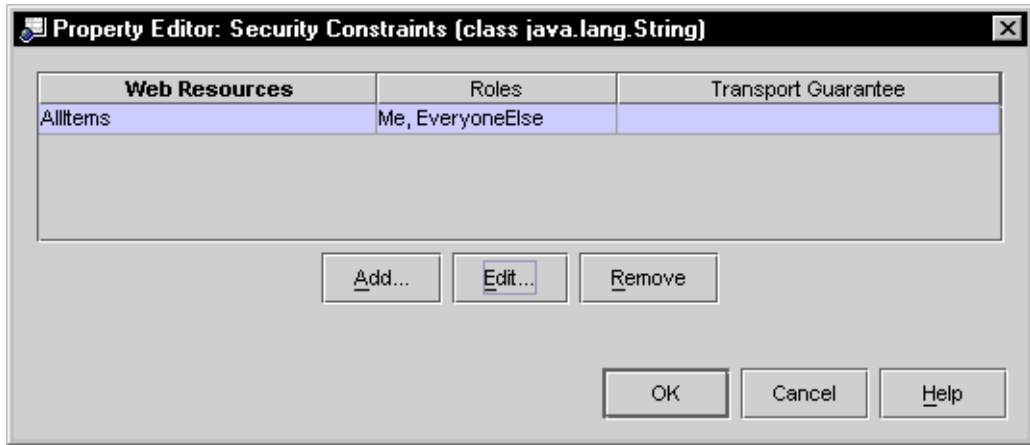 Property Editor: Security Constraints (class java.lang.String)
Web Resources Roles Transport Guarantee
AllItems Me, EveryoneElse
Add... Edit... Remove
OK Cancel Help